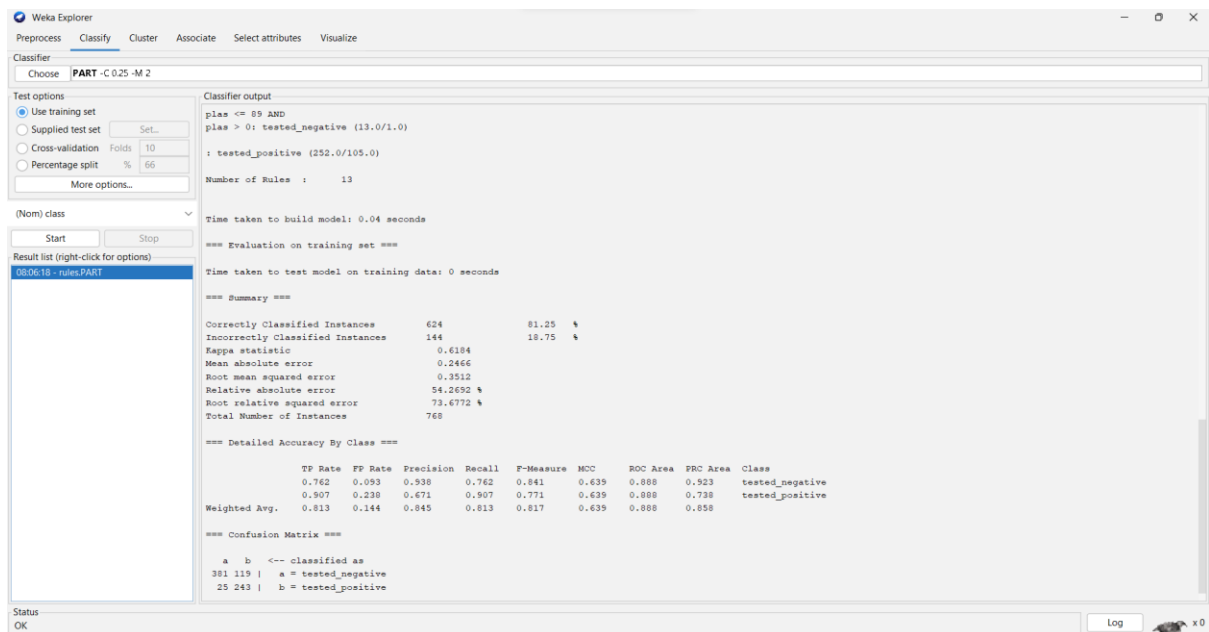 Weka Explorer
Preprocess Classify Cluster Associate Select attributes Visualize
Classifier
Choose PART -C 0.25 -M 2
Test options
Use training set
Supplied test set Set...
Cross-validation Folds 10
Percentage split % 66
More options...
(Nom) class
Start Stop
Result list (right-click for options)
08:06:18 - rules.PART
Classifier output
plas <= 89 AND
plas > 0: tested_negative (13.0/1.0)
: tested_positive (252.0/105.0)
Number of Rules : 13
Time taken to build model: 0.04 seconds
=== Evaluation on training set ===
Time taken to test model on training data: 0 seconds
=== Summary ===
Correctly Classified Instances 624 81.25 %
Incorrectly Classified Instances 144 18.75 %
Kappa statistic 0.6184
Mean absolute error 0.2466
Root mean squared error 0.3512
Relative absolute error 54.2692 %
Root relative squared error 73.6772 %
Total Number of Instances 768
=== Detailed Accuracy By Class ===
TP Rate FP Rate Precision Recall F-Measure MCC ROC Area PRC Area Class
0.762 0.093 0.938 0.762 0.841 0.639 0.888 0.923 tested_negative
0.907 0.238 0.671 0.907 0.771 0.639 0.888 0.738 tested_positive
Weighted Avg. 0.813 0.144 0.845 0.813 0.817 0.639 0.888 0.858
=== Confusion Matrix ===
a b <-- classified as
381 119 | a = tested_negative
25 243 | b = tested_positive
Status
OK
Log
x 0